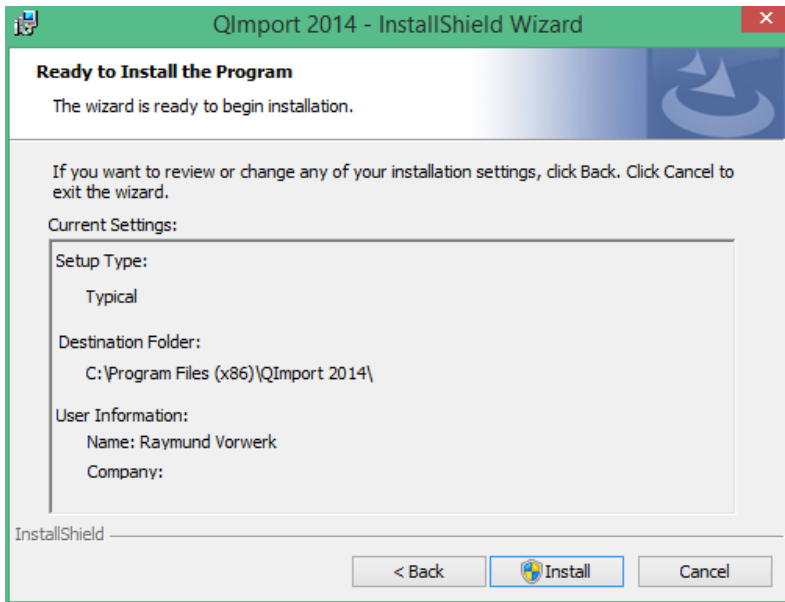 QImport 2014 - InstallShield Wizard
Ready to Install the Program
The wizard is ready to begin installation.
If you want to review or change any of your installation settings, click Back. Click Cancel to
exit the wizard.
Current Settings:
Setup Type:
Typical
Destination Folder:
C:\Program Files (x86)\QImport 2014\
User Information:
Name: Raymund Vorwerk
Company:
InstallShield
< Back
Install
Cancel